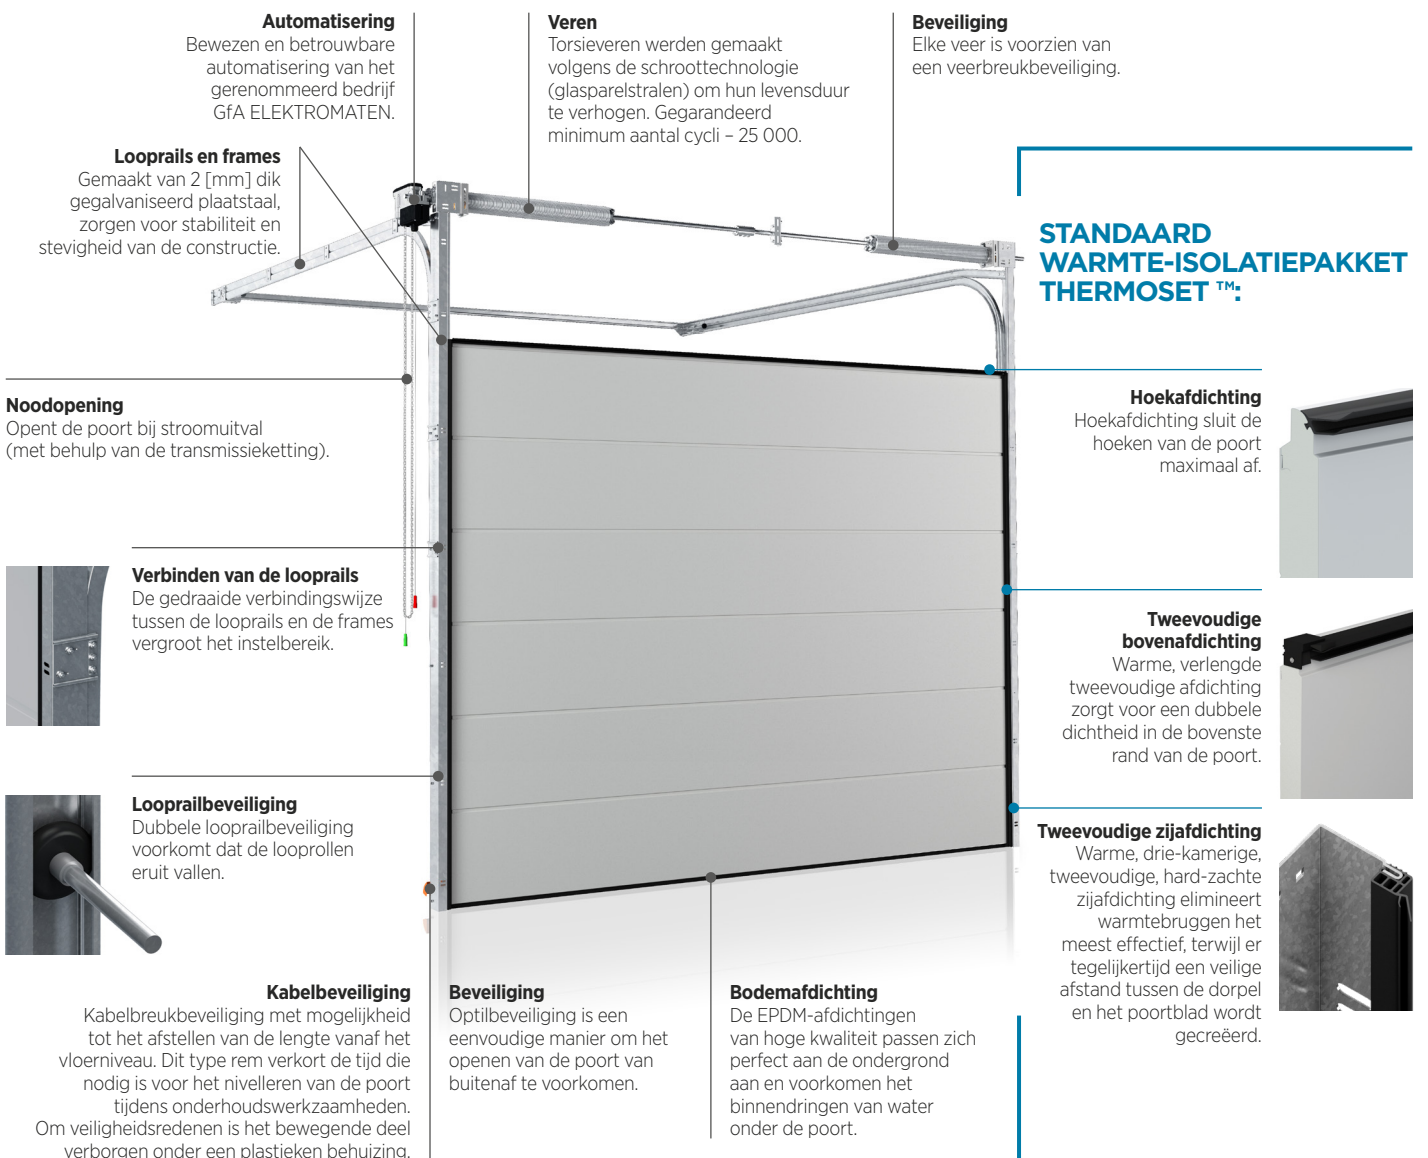 Automatisering
Bewezen en betrouwbare
automatisering van het
gerenommeerd bedrijf
GfA ELEKTROMATEN.
Veren
Torsieveren werden gemaakt
volgens de schroottechnologie
(glasparelstralen) om hun levensduur
te verhogen. Gegarandeerd
minimum aantal cycli – 25 000.
Beveiliging
Elke veer is voorzien van
een veerbreukbeveiliging.
Looprails en frames
Gemaakt van 2 [mm] dik
gegalvaniseerd plaatstaal,
zorgen voor stabiliteit en
stevigheid van de constructie.
STANDAARD
WARMTE-ISOLATIEPAKKET
THERMOSET ™:
Noodopening
Opent de poort bij stroomuitval
(met behulp van de transmissieketting).
Hoekafdichting
Hoekafdichting sluit de
hoeken van de poort
maximaal af.
Verbinden van de looprails
De gedraaide verbindingswijze
tussen de looprails en de frames
vergroot het instelbereik.
Tweevoudige
bovenafdichting
Warme, verlengde
tweevoudige afdichting
zorgt voor een dubbele
dichtheid in de bovenste
rand van de poort.
Looprailbeveiliging
Dubbele looprailbeveiliging
voorkomt dat de looprollen
eruit vallen.
Tweevoudige zijafdichting
Warme, drie-kamerige,
tweevoudige, hard-zachte
zijafdichting elimineert
warmtebruggen het
meest effectief, terwijl er
tegelijkertijd een veilige
afstand tussen de dorpel
en het poortblad wordt
gecreëerd.
Kabelbeveiliging
Kabelbreukbeveiliging met mogelijkheid
tot het afstellen van de lengte vanaf het
vloerniveau. Dit type rem verkort de tijd die
nodig is voor het nivelleren van de poort
tijdens onderhoudswerkzaamheden.
Om veiligheidsredenen is het bewegende deel
verborgen onder een plastieken behuizing.
Beveiliging
Optilbeveiliging is een
eenvoudige manier om het
openen van de poort van
buitenaf te voorkomen.
Bodemafdichting
De EPDM-afdichtingen
van hoge kwaliteit passen zich
perfect aan de ondergrond
aan en voorkomen het
binnendringen van water
onder de poort.